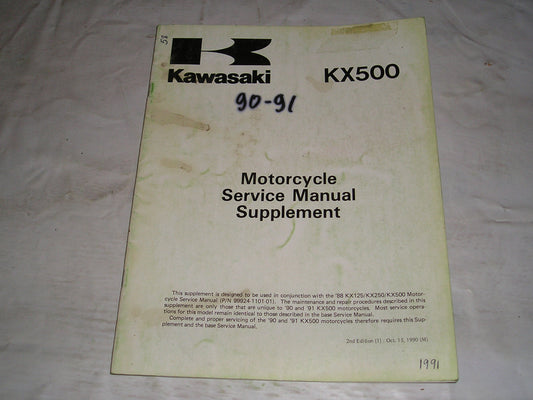 58
Kawasaki
KX500
90-91
Motorcycle
Service Manual
Supplement
This supplement is designed to be used in conjunction with the '88 KX125/KX250/KX500 Motor-
cycle Service Manual (P/N 99924-1101-01). The maintenance and repair procedures described in this
supplement are only those that are unique to '90 and '91 KX500 motorcycles. Most service opera-
tions for this model remain identical to those described in the base Service Manual.
Complete and proper servicing of the '90 and '91 KX500 motorcycles therefore requires this Sup-
plement and the base Service Manual.
2nd Edition (1) : Oct. 15, 1990 (M)
1991